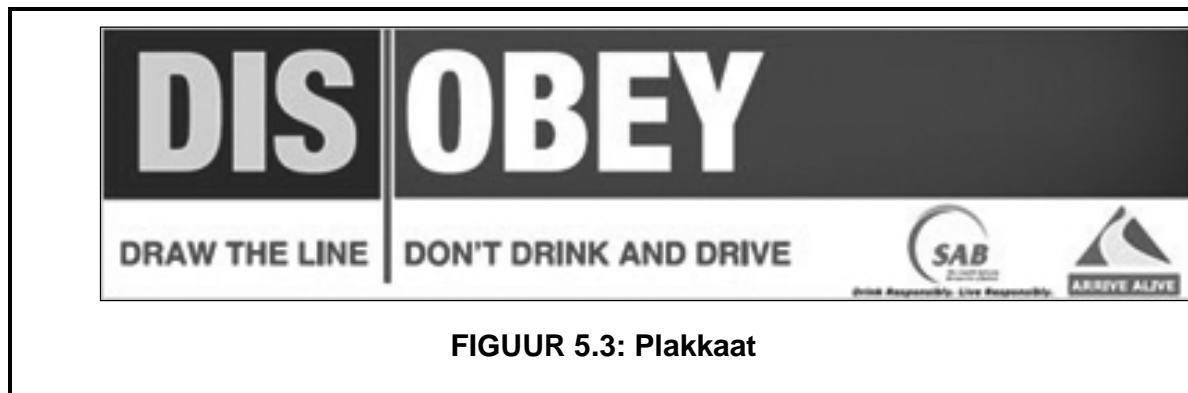 DIS OBEY
DRAW THE LINE DON'T DRINK AND DRIVE
SAB
Drink Responsibly. Live Responsibly.
ARRIVE ALIVE
FIGUUR 5.3: Plakkaat